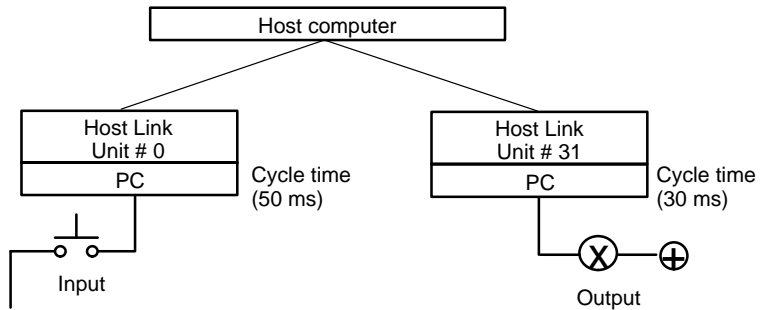 Host computer
Host Link
Unit # 0
PC
Cycle time
(50 ms)
Input
Host Link
Unit # 31
PC
Cycle time
(30 ms)
X
Output